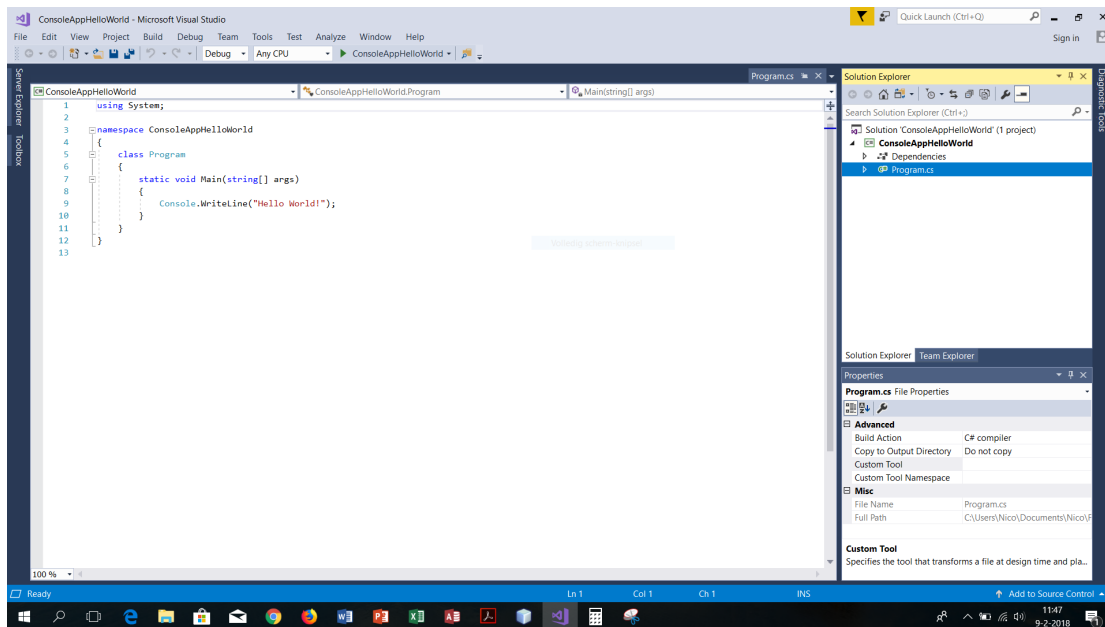 ConsoleAppHelloWorld - Microsoft Visual Studio
Quick Launch (Ctrl+Q)
File Edit View Project Build Debug Team Tools Test Analyze Window Help
Sign in
Debug Any CPU ConsoleAppHelloWorld
Server Explorer
Toolbox
Program.cs
ConsoleAppHelloWorld ConsoleAppHelloWorld.Program Main(string[] args)
1 using System;
2
3 namespace ConsoleAppHelloWorld
4 {
5 class Program
6 {
7 static void Main(string[] args)
8 {
9 Console.WriteLine("Hello World!");
10 }
11 }
12 }
13
100 %
Solution Explorer
Search Solution Explorer (Ctrl+;)
Solution 'ConsoleAppHelloWorld' (1 project)
ConsoleAppHelloWorld
Dependencies
Program.cs
Solution Explorer Team Explorer
Properties
Program.cs File Properties
Advanced
Build Action C# compiler
Copy to Output Directory Do not copy
Custom Tool
Custom Tool Namespace
Misc
File Name Program.cs
Full Path C:\Users\Nico\Documents\Nico\F
Custom Tool
Specifies the tool that transforms a file at design time and pla...
Diagnostic Tools
Ready Ln 1 Col 1 Ch 1 INS Add to Source Control
11:47
9-2-2018